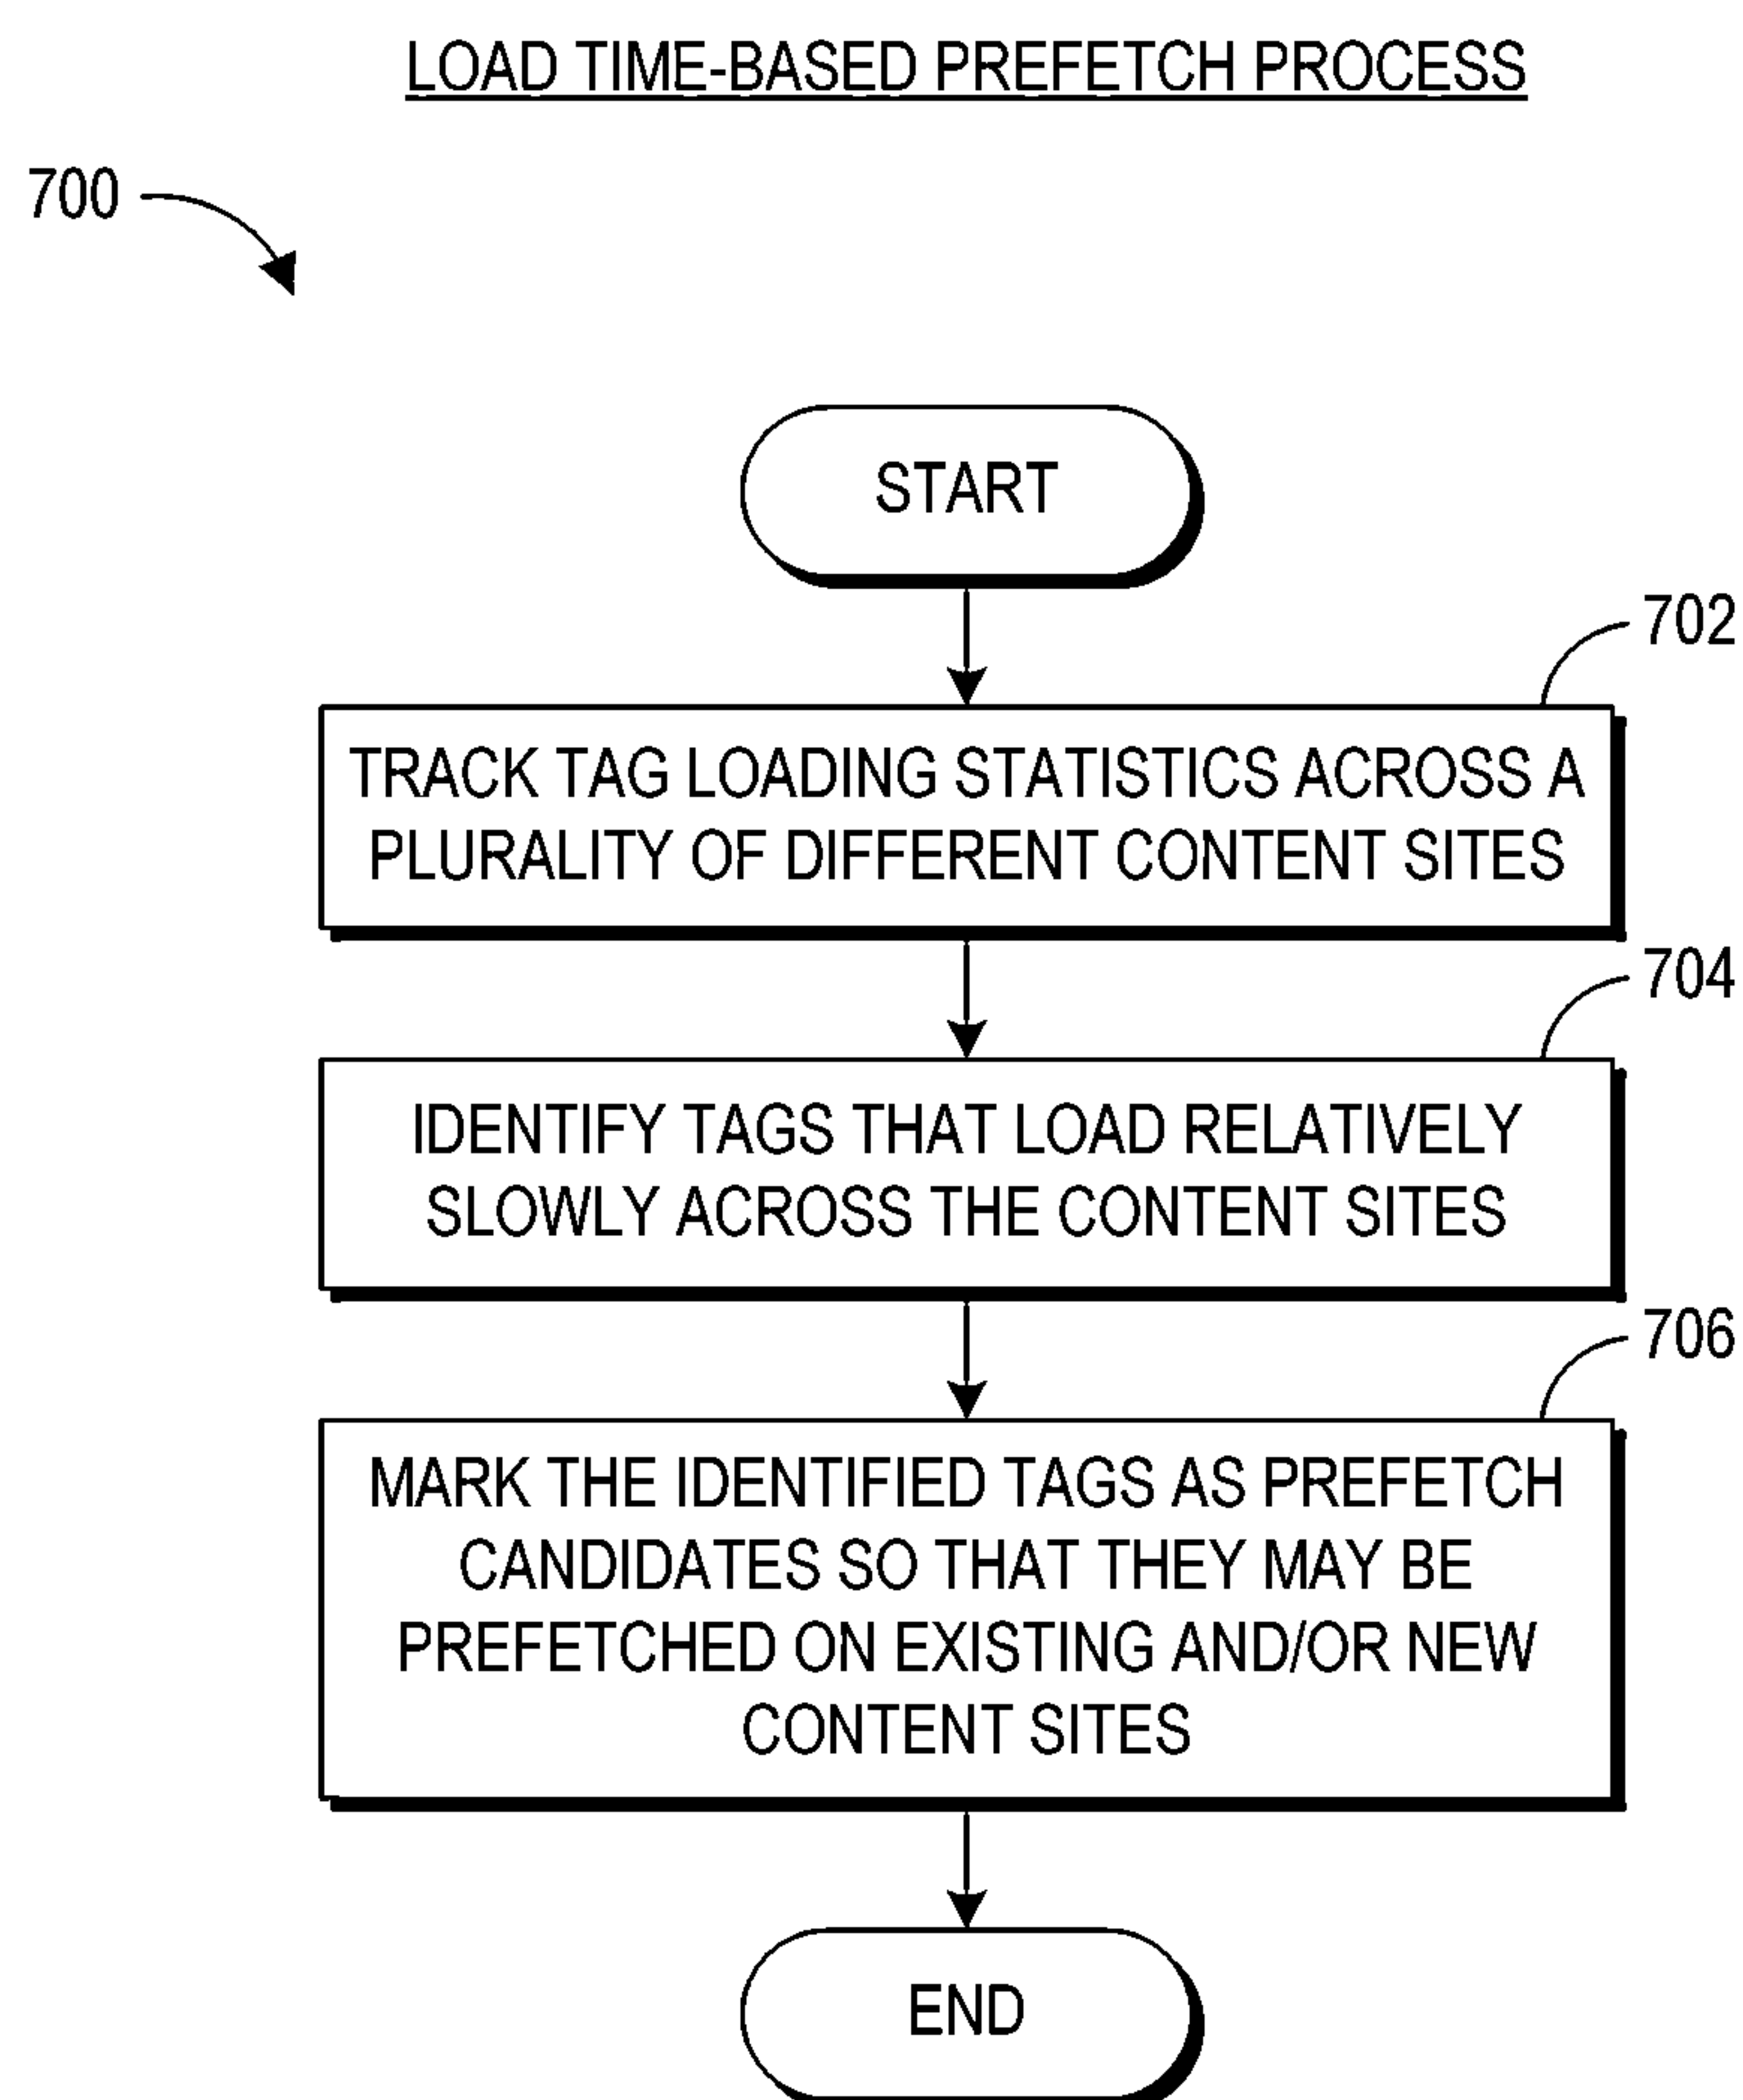 LOAD TIME-BASED PREFETCH PROCESS
700
START
702
TRACK TAG LOADING STATISTICS ACROSS A
PLURALITY OF DIFFERENT CONTENT SITES
704
IDENTIFY TAGS THAT LOAD RELATIVELY
SLOWLY ACROSS THE CONTENT SITES
706
MARK THE IDENTIFIED TAGS AS PREFETCH
CANDIDATES SO THAT THEY MAY BE
PREFETCHED ON EXISTING AND/OR NEW
CONTENT SITES
END